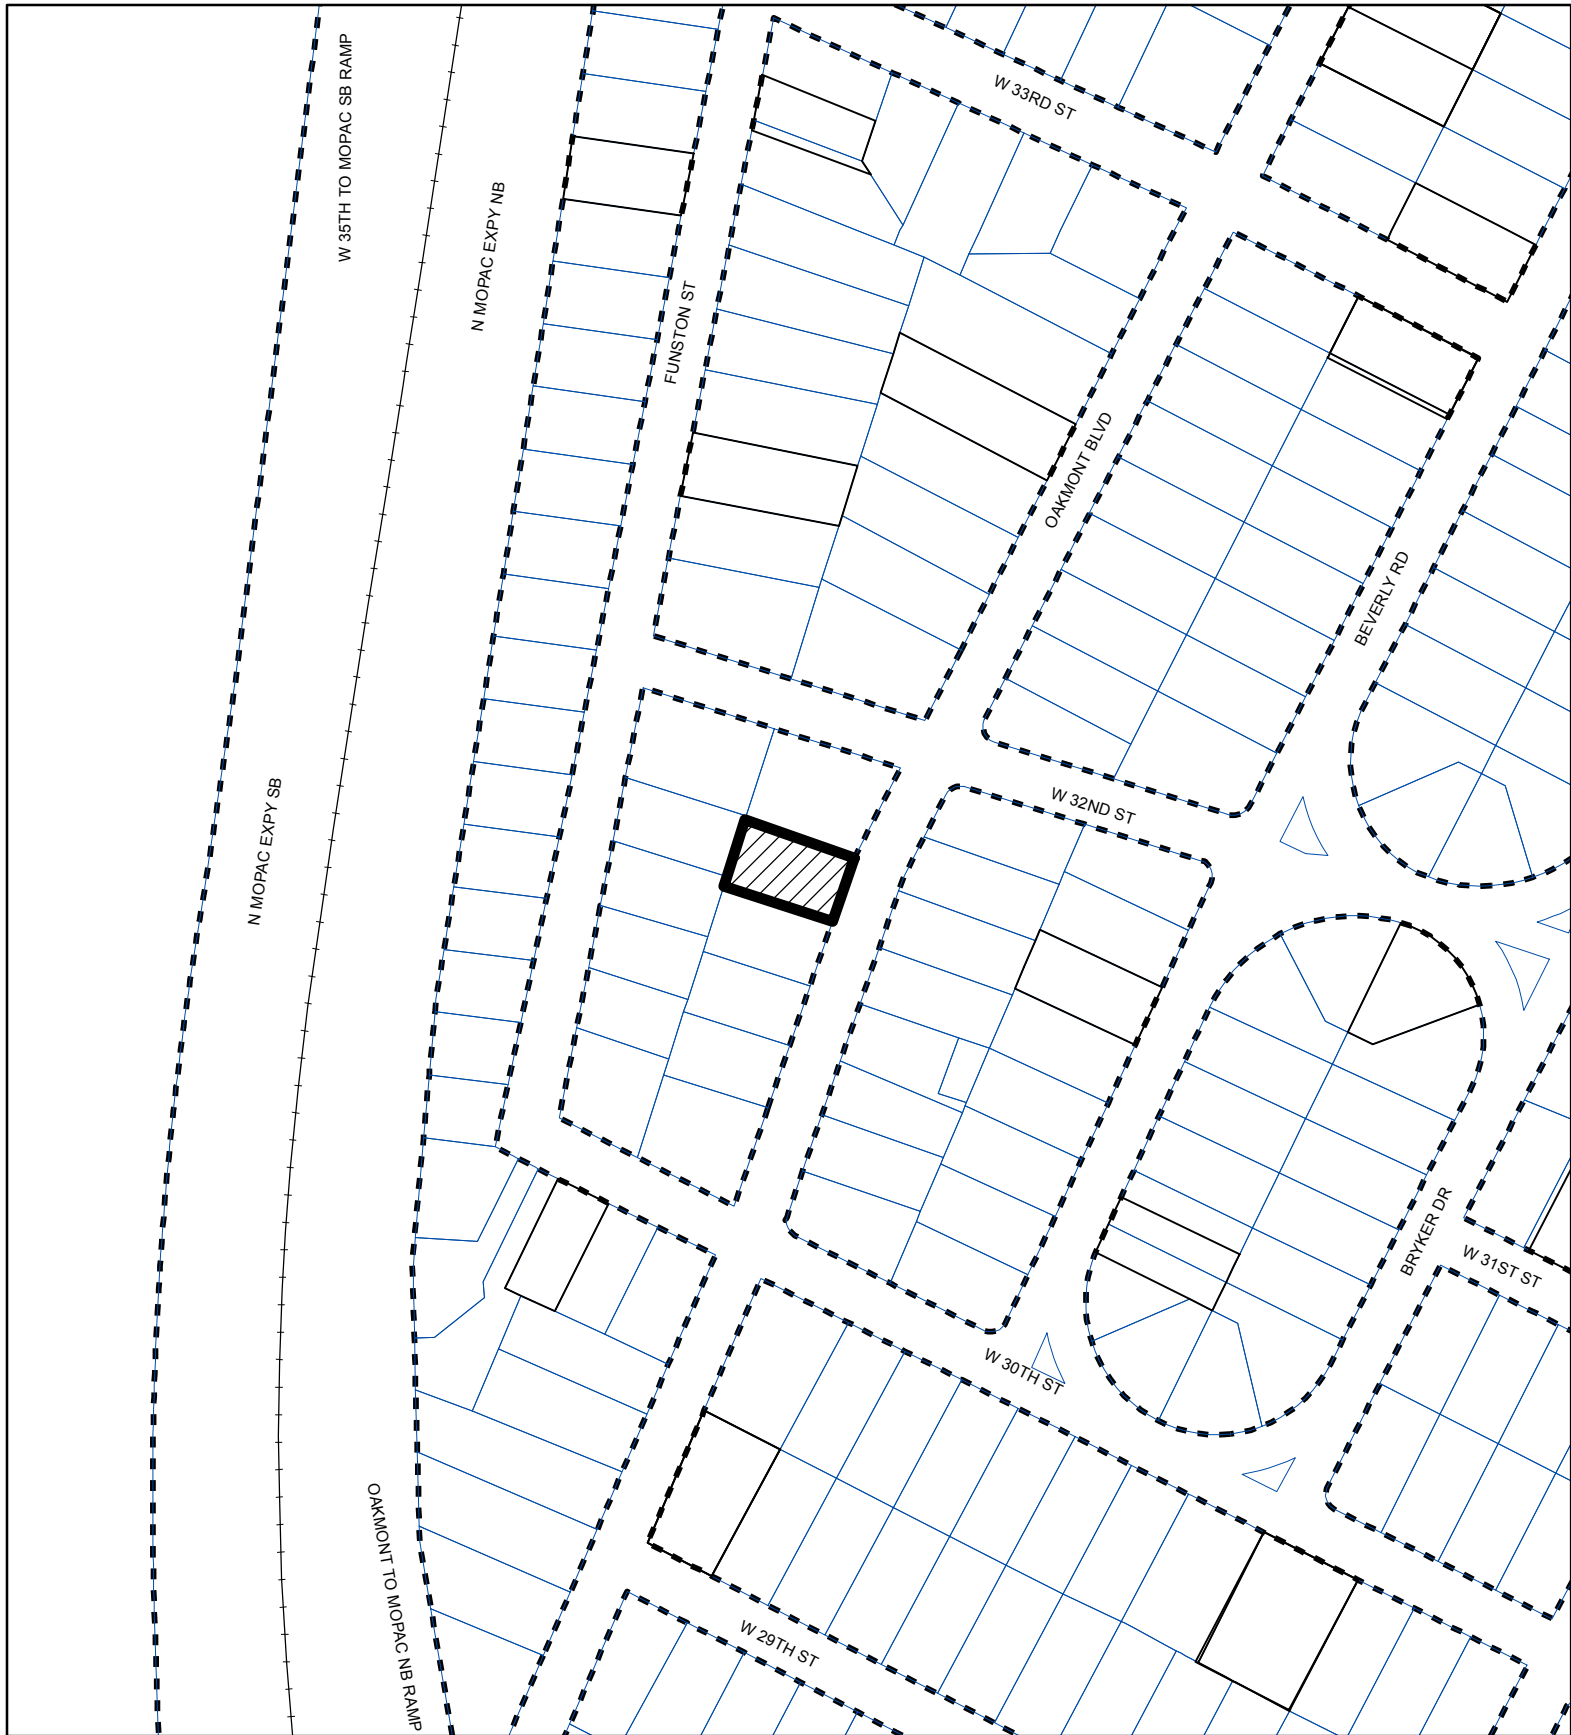 W 35TH TO MOPAC SB RAMP
W 33RD ST
N MOPAC EXPY NB
FUNSTON ST
OAKMONT BLVD
BEVERLY RD
N MOPAC EXPY SB
W 32ND ST
BRYKER DR
W 31ST ST
W 30TH ST
OAKMONT TO MOPAC NB RAMP
W 29TH ST